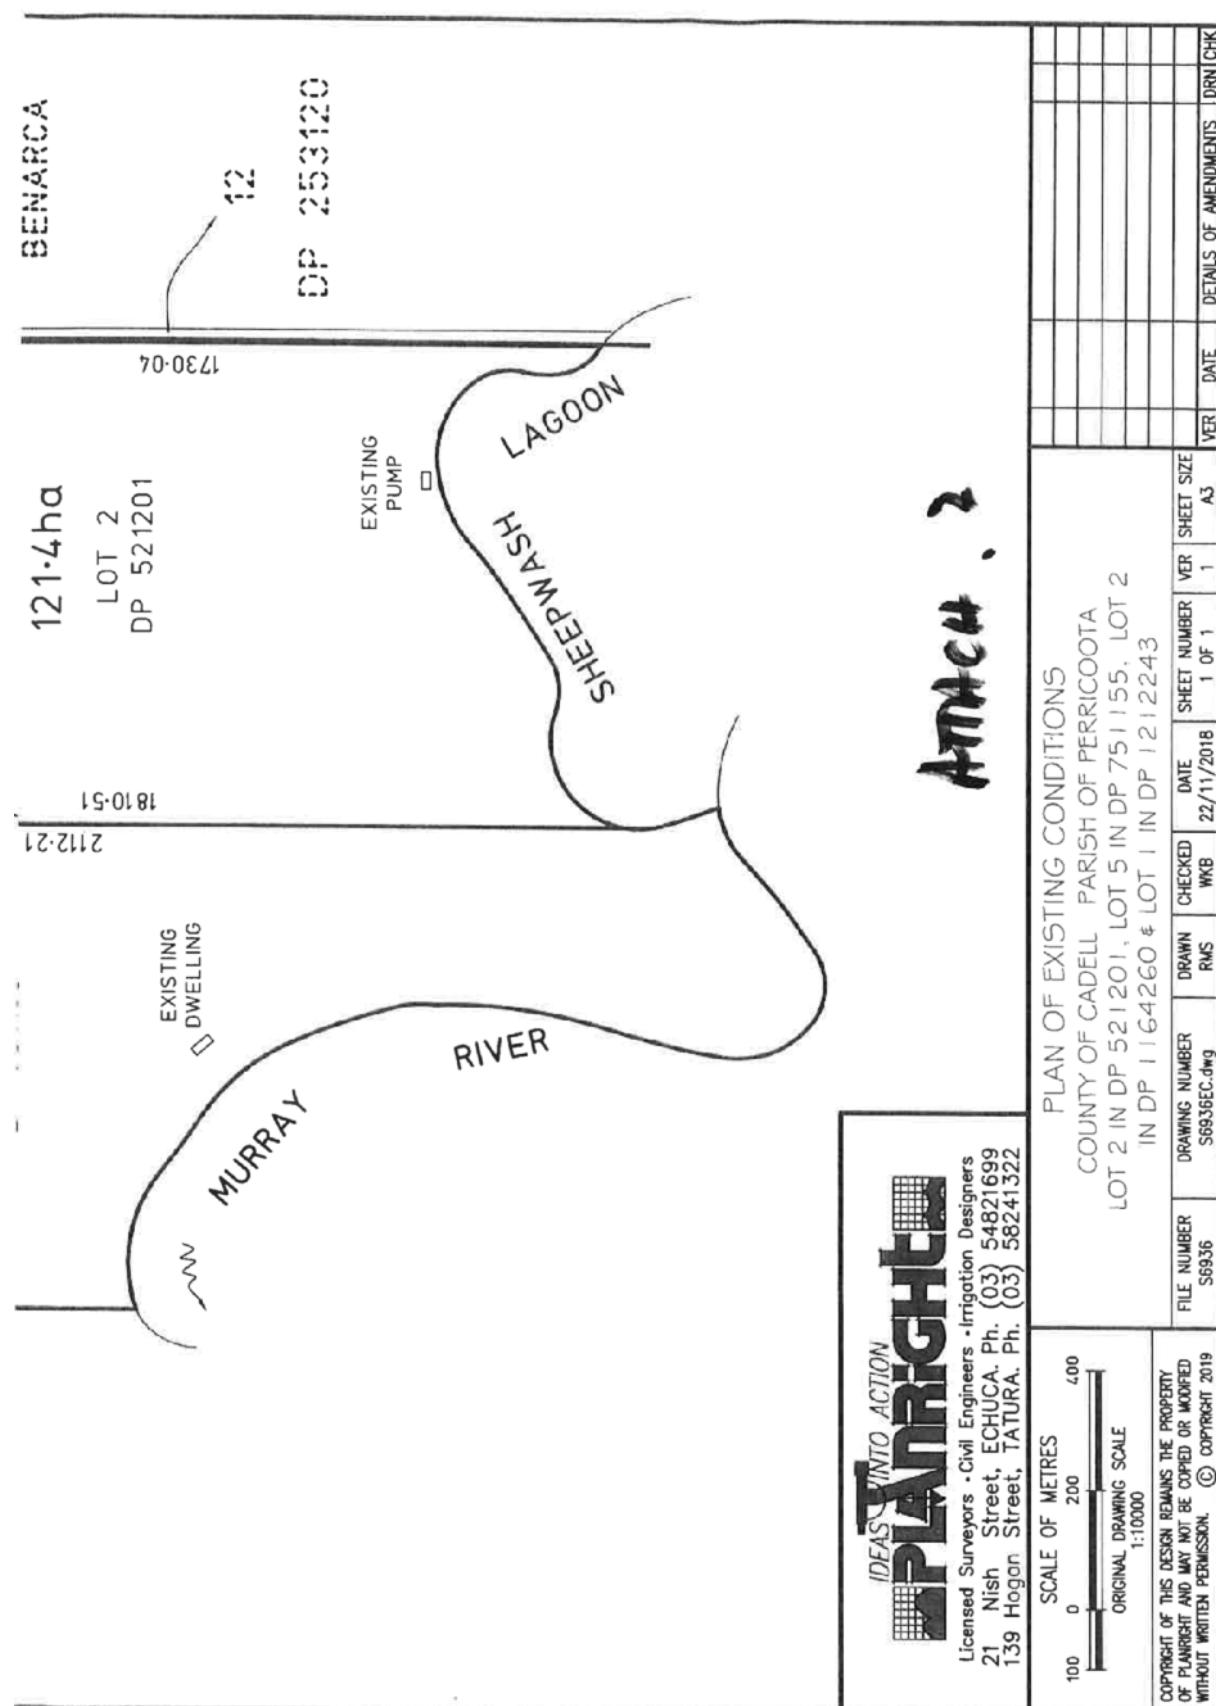 BENARCA
12
DP 253120
1730·04
121·4ha
LOT 2
DP 521201
EXISTING
PUMP
LAGOON
SHEEPWASH
1810·51
2112·21
EXISTING
DWELLING
MURRAY
RIVER
ATTACH. 2
IDEAS INTO ACTION
PLANRIGHT
Licensed Surveyors • Civil Engineers • Irrigation Designers
21 Nish Street, ECHUCA. Ph. (03) 54821699
139 Hogan Street, TATURA. Ph. (03) 58241322
SCALE OF METRES
100 0 200 400
ORIGINAL DRAWING SCALE
1:10000
COPYRIGHT OF THIS DESIGN REMAINS THE PROPERTY
OF PLANRIGHT AND MAY NOT BE COPIED OR MODIFIED
WITHOUT WRITTEN PERMISSION. © COPYRIGHT 2019
PLAN OF EXISTING CONDITIONS
COUNTY OF CADELL PARISH OF PERRICOOTA
LOT 2 IN DP 521201, LOT 5 IN DP 751155, LOT 2
IN DP 1164260 & LOT 1 IN DP 1212243
FILE NUMBER DRAWING NUMBER DRAWN CHECKED DATE SHEET NUMBER VER SHEET SIZE
S6936 S6936EC.dwg RMS WKB 22/11/2018 1 OF 1 1 A3
VER DATE DETAILS OF AMENDMENTS DRN CHK